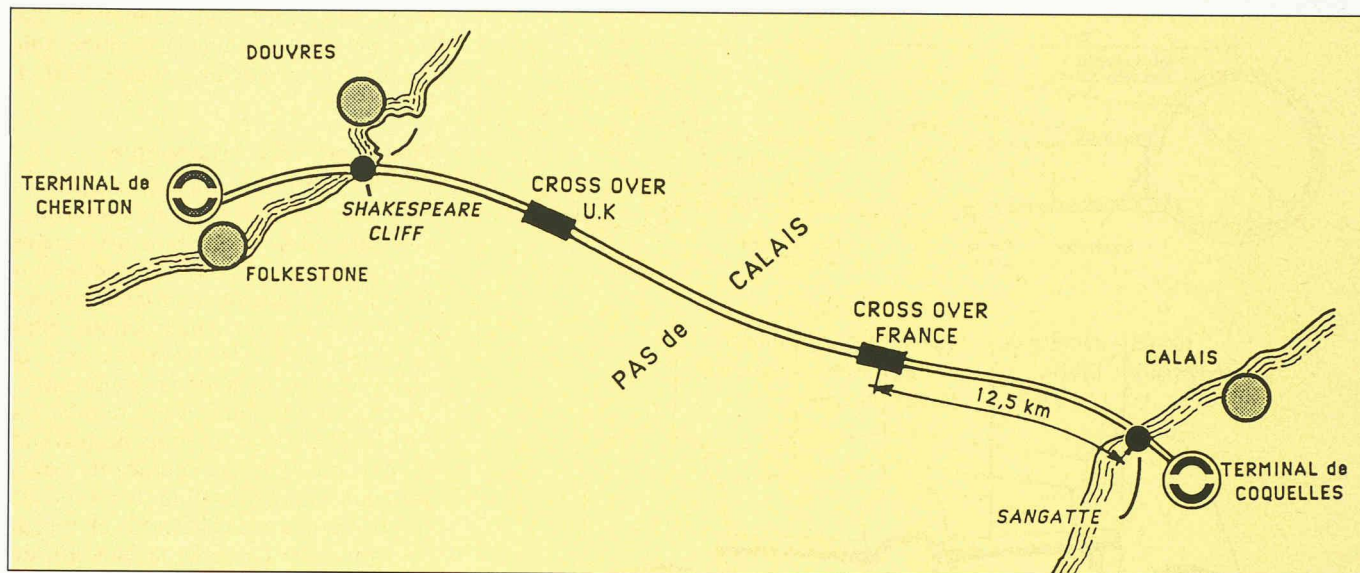 DOUVRES
TERMINAL de
CHERITON
SHAKESPEARE
CLIFF
FOLKESTONE
CROSS OVER
U.K
PAS de CALAIS
CROSS OVER
FRANCE
12,5 km
CALAIS
TERMINAL de
COQUELLES
SANGATTE